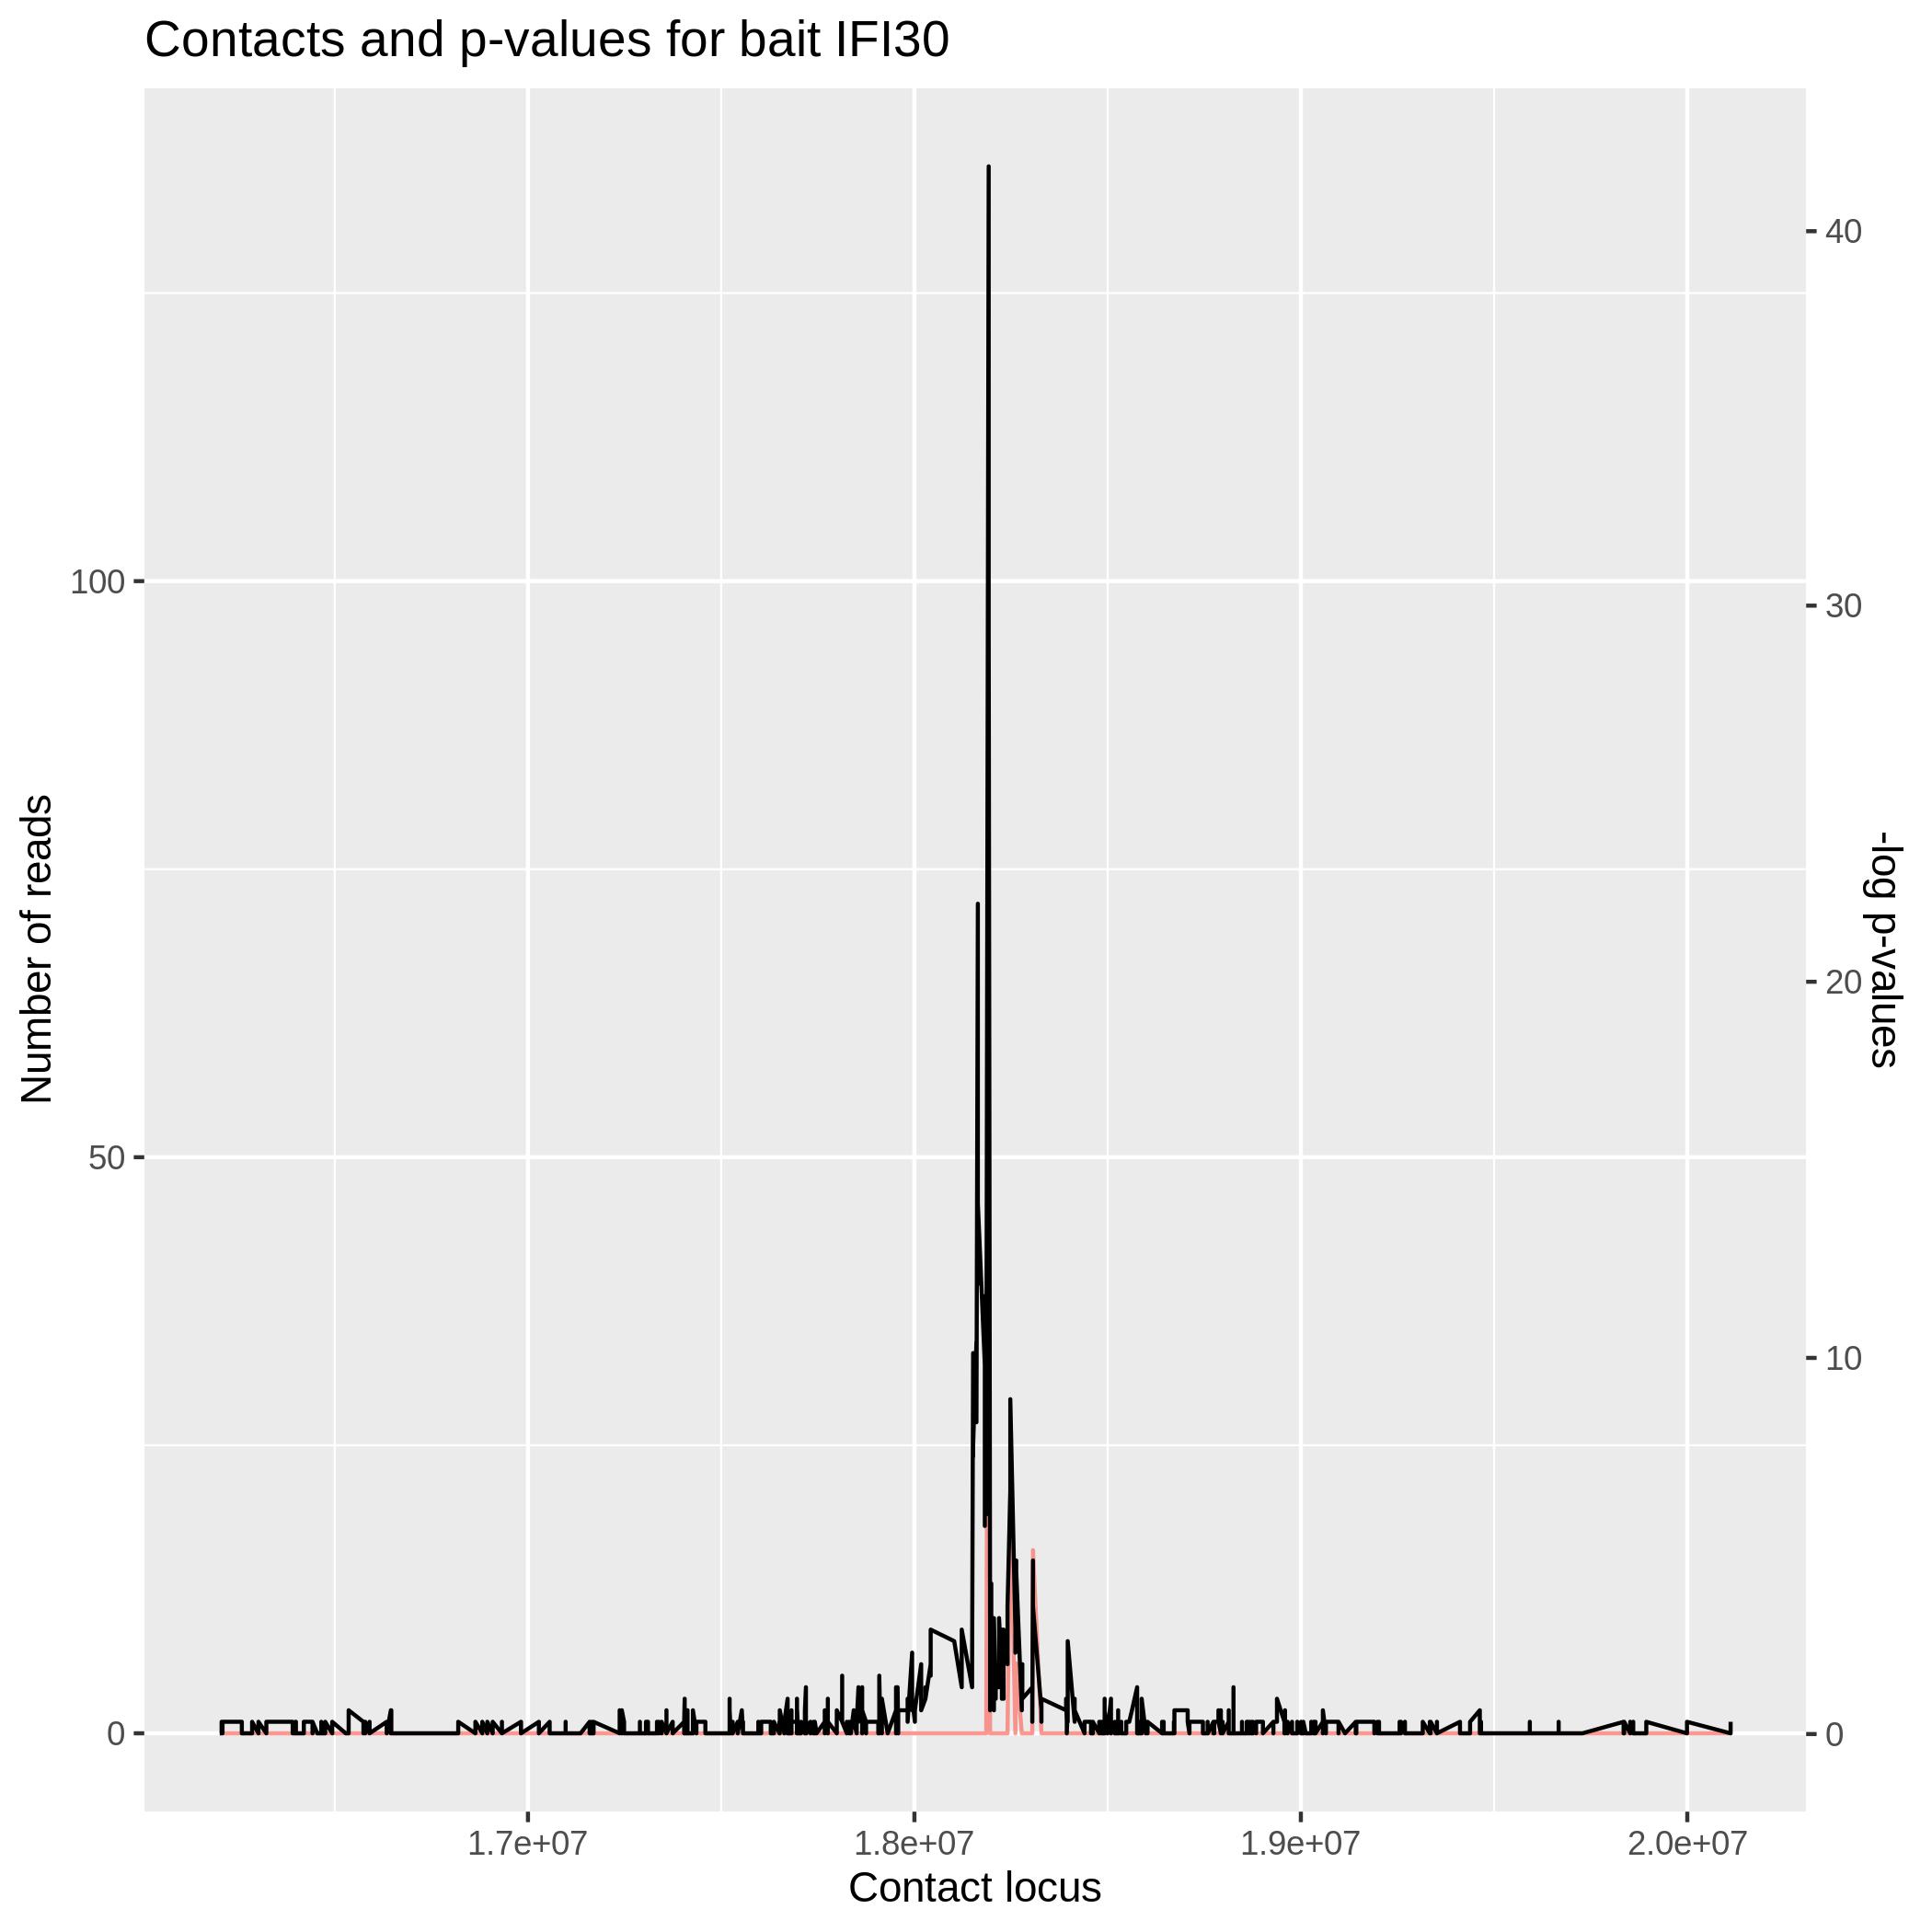 Contacts and p-values for bait IFI30
Number of reads
100
50
0
40
30
20
10
0
-log p-values
1.7e+07
1.8e+07
1.9e+07
2.0e+07
Contact locus